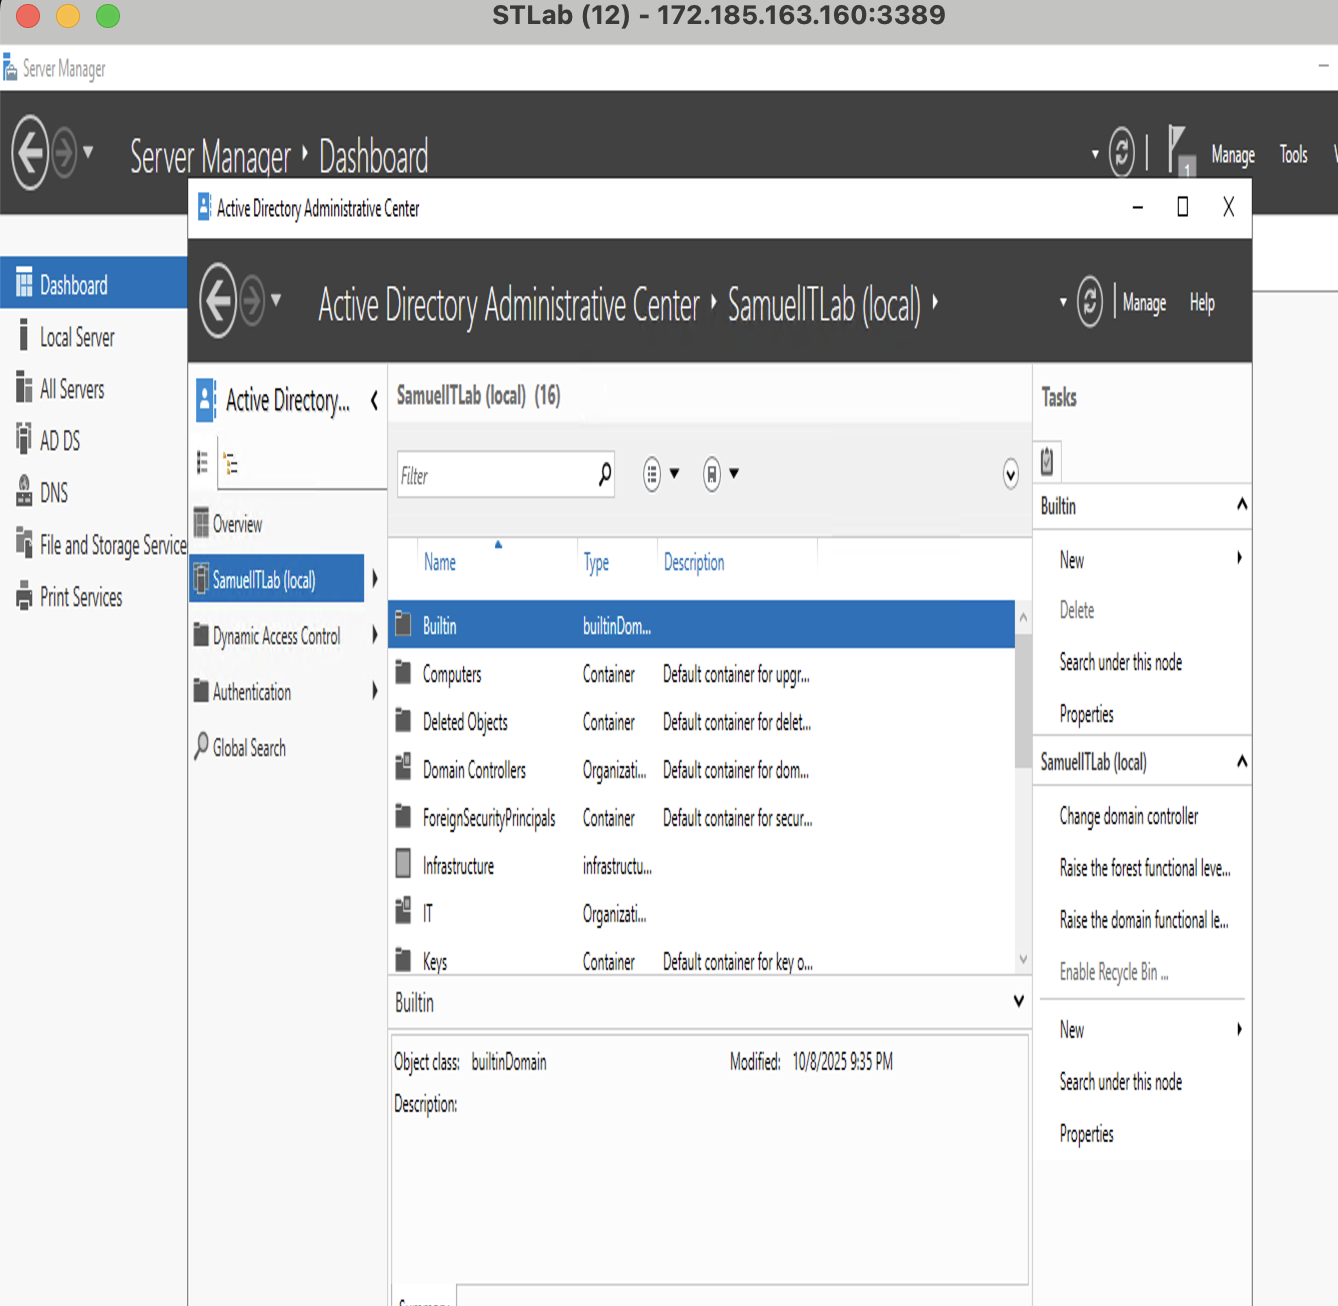 STLab (12) - 172.185.163.160:3389
Server Manager
Server Manager Dashboard
1
Manage
Tools
Active Directory Administrative Center
Active Directory Administrative Center SamuelITLab (local)
Manage
Help
Dashboard
Local Server
All Servers
AD DS
DNS
File and Storage Service
Print Services
Active Directory...
Overview
SamuelITLab (local)
Dynamic Access Control
Authentication
Global Search
SamuelITLab (local) (16)
Filter
Name Type Description
Builtin builtinDom...
Computers Container Default container for upgr...
Deleted Objects Container Default container for delet...
Domain Controllers Organizati... Default container for dom...
ForeignSecurityPrincipals Container Default container for secur...
Infrastructure infrastructu...
IT Organizati...
Keys Container Default container for key o...
Builtin
Object class: builtinDomain Modified: 10/8/2025 9:35 PM
Description:
Tasks
Builtin
New
Delete
Search under this node
Properties
SamuelITLab (local)
Change domain controller
Raise the forest functional leve...
Raise the domain functional le...
Enable Recycle Bin ...
New
Search under this node
Properties